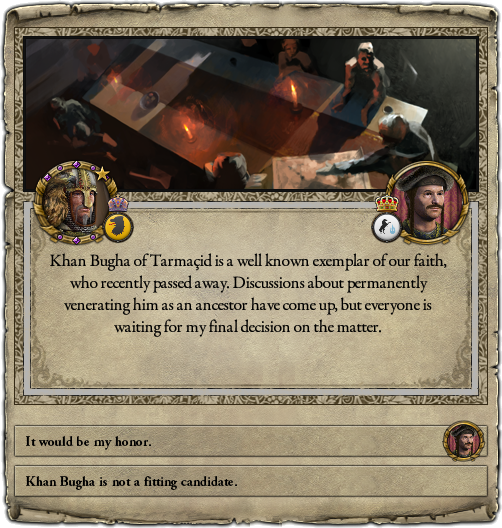 Khan Bugha of Tarmaçid is a well known exemplar of our faith,
who recently passed away. Discussions about permanently
venerating him as an ancestor have come up, but everyone is
waiting for my final decision on the matter.
It would be my honor.
Khan Bugha is not a fitting candidate.